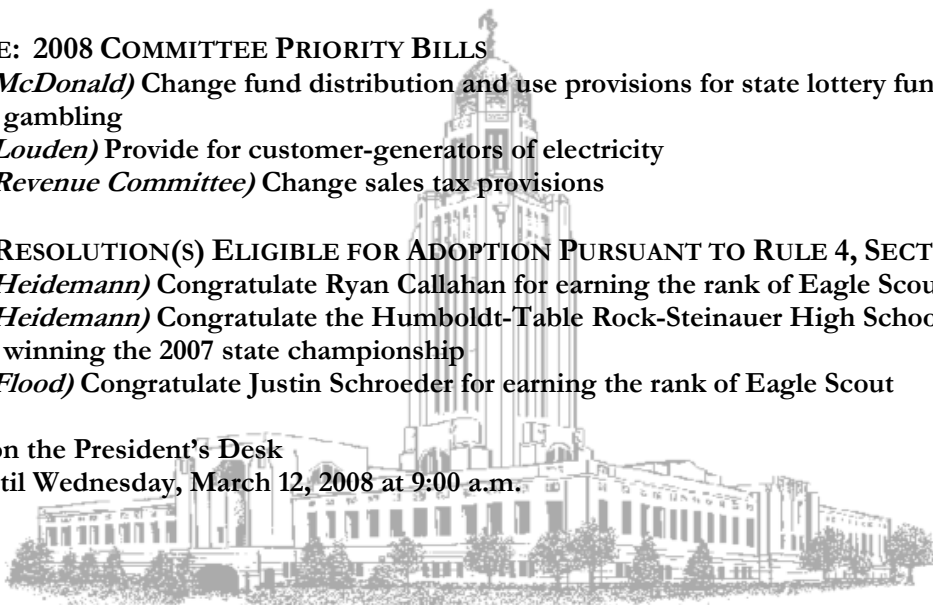 E: 2008 COMMITTEE PRIORITY BILLS
McDonald) Change fund distribution and use provisions for state lottery fun
gambling
Louden) Provide for customer-generators of electricity
Revenue Committee) Change sales tax provisions
RESOLUTION(S) ELIGIBLE FOR ADOPTION PURSUANT TO RULE 4, SECT
Heidemann) Congratulate Ryan Callahan for earning the rank of Eagle Scou
Heidemann) Congratulate the Humboldt-Table Rock-Steinauer High Schoo
winning the 2007 state championship
Flood) Congratulate Justin Schroeder for earning the rank of Eagle Scout
on the President's Desk
til Wednesday, March 12, 2008 at 9:00 a.m.